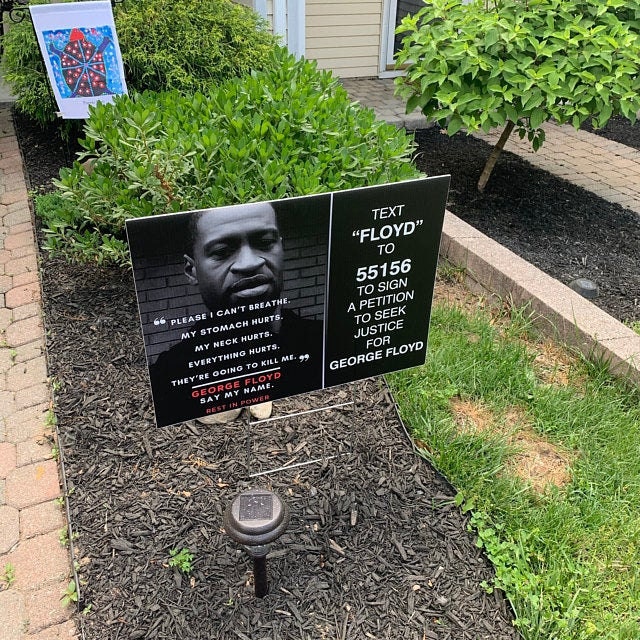 “ PLEASE I CAN'T BREATHE.
MY STOMACH HURTS.
MY NECK HURTS.
EVERYTHING HURTS.
THEY'RE GOING TO KILL ME. ”
GEORGE FLOYD
SAY MY NAME.
REST IN POWER
TEXT
“FLOYD”
TO
55156
TO SIGN
A PETITION
TO SEEK
JUSTICE
FOR
GEORGE FLOYD